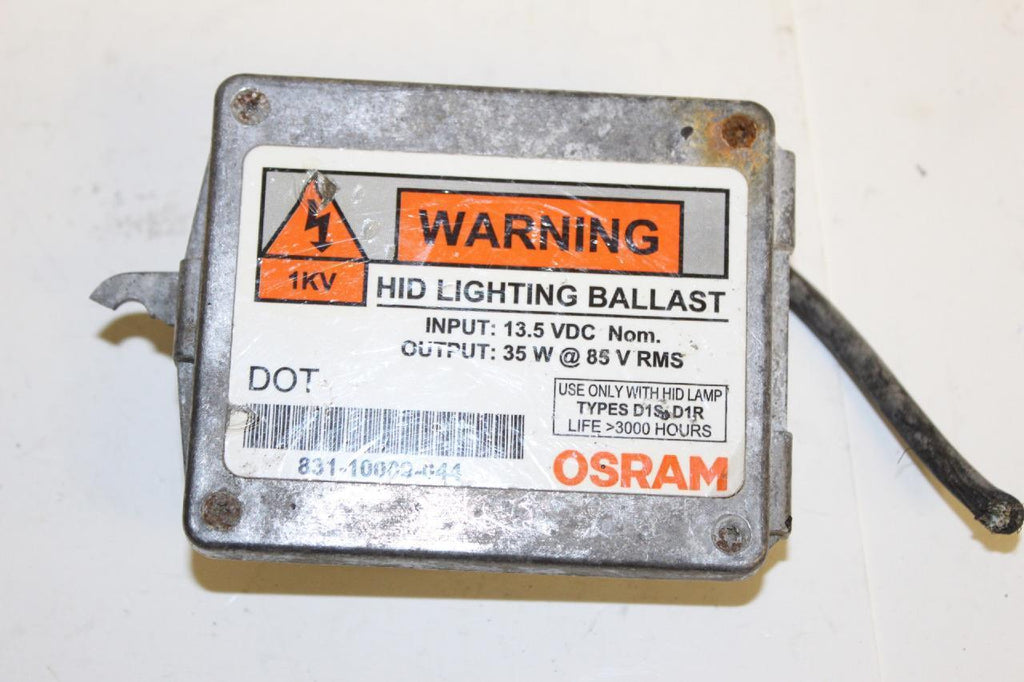 WARNING
1KV
HID LIGHTING BALLAST
INPUT: 13.5 VDC Nom.
OUTPUT: 35 W @ 85 V RMS
DOT
USE ONLY WITH HID LAMP
TYPES D1S, D1R
LIFE >3000 HOURS
OSRAM